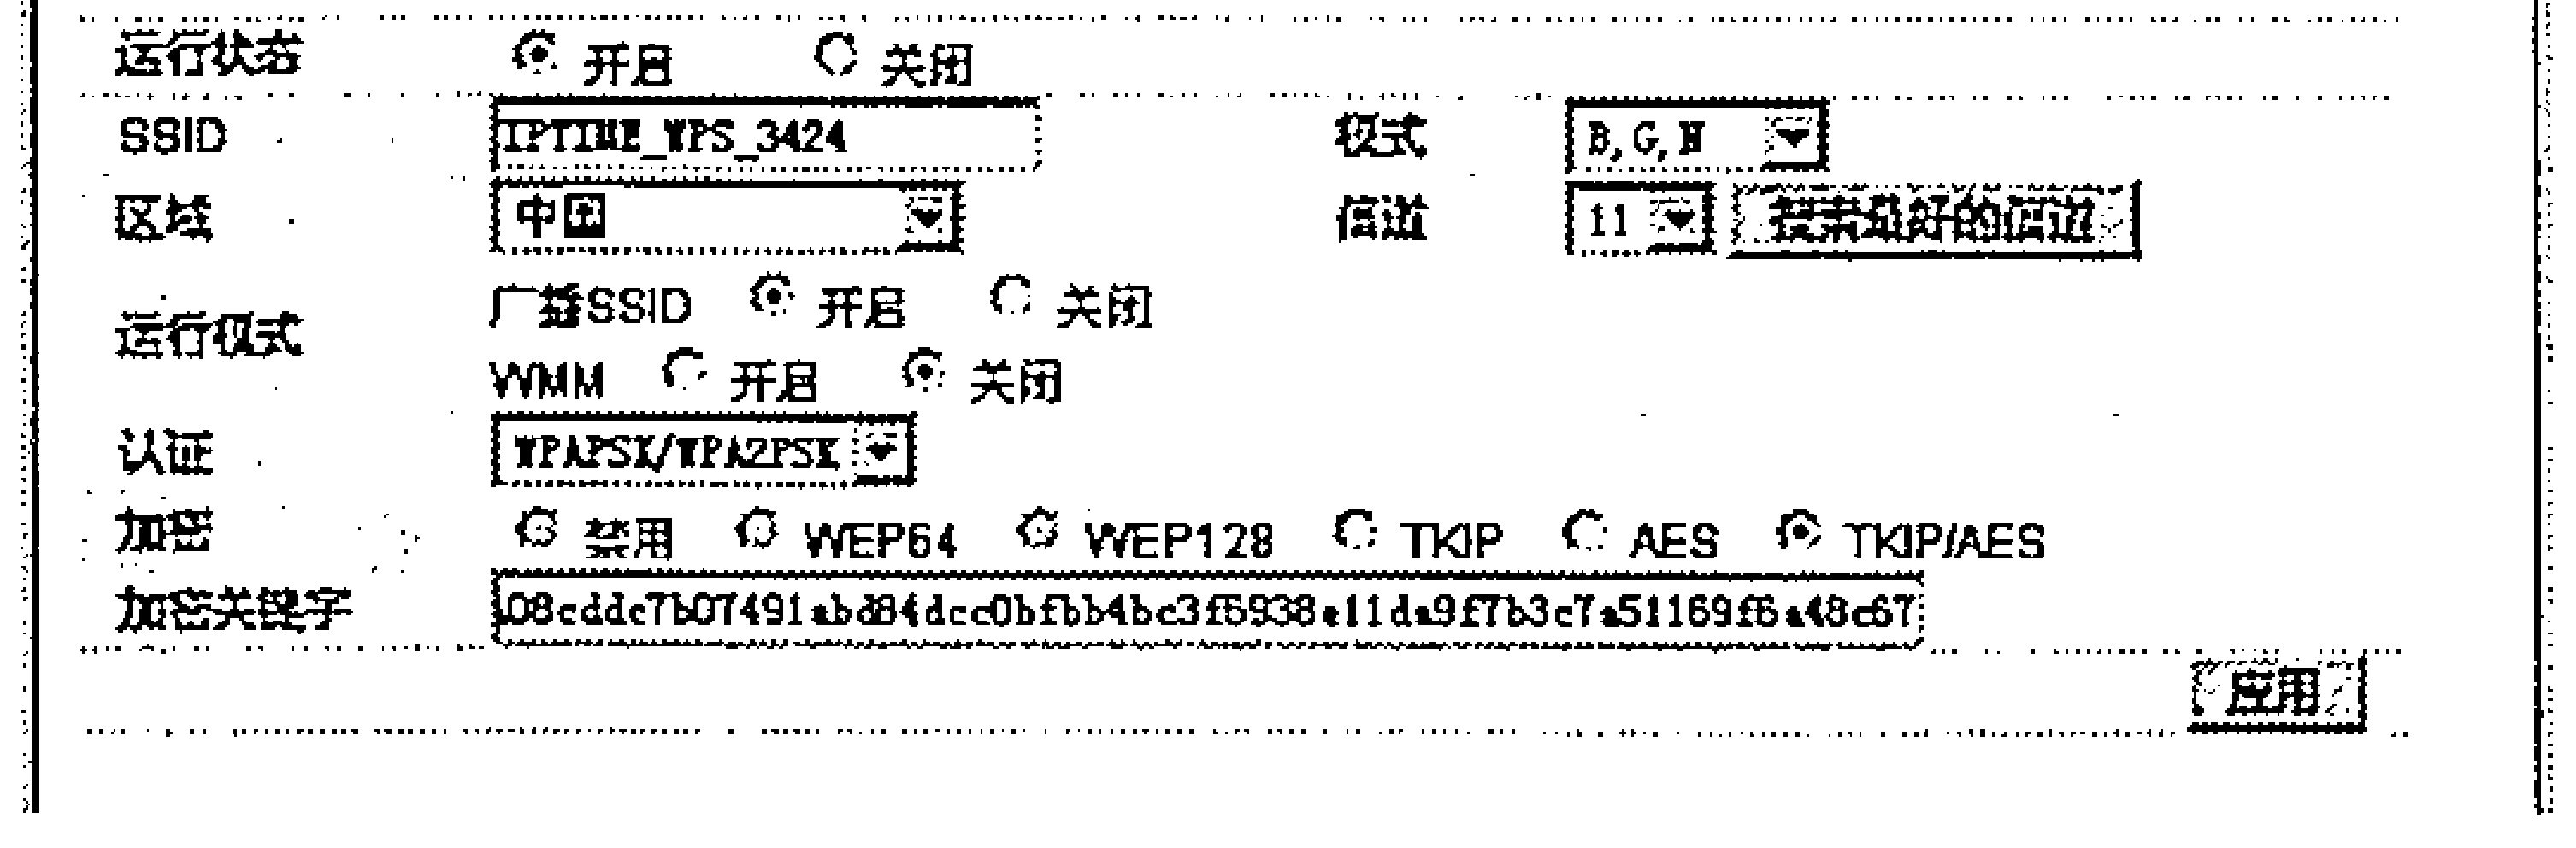 运行状态 开启 关闭
SSID IPTIME_WPS_3424 模式 B,G,N
区域 中国 信道 11 搜索最好的信道
广播SSID 开启 关闭
运行模式
WMM 开启 关闭
认证 WPAPSK/WPA2PSK
加密 禁用 WEP64 WEP128 TKIP AES TKIP/AES
加密关键字 08cddc7b07491abd84dcc0bfbb4bc3f6938e11da9f7b3c7a51169f6a48c67
应用